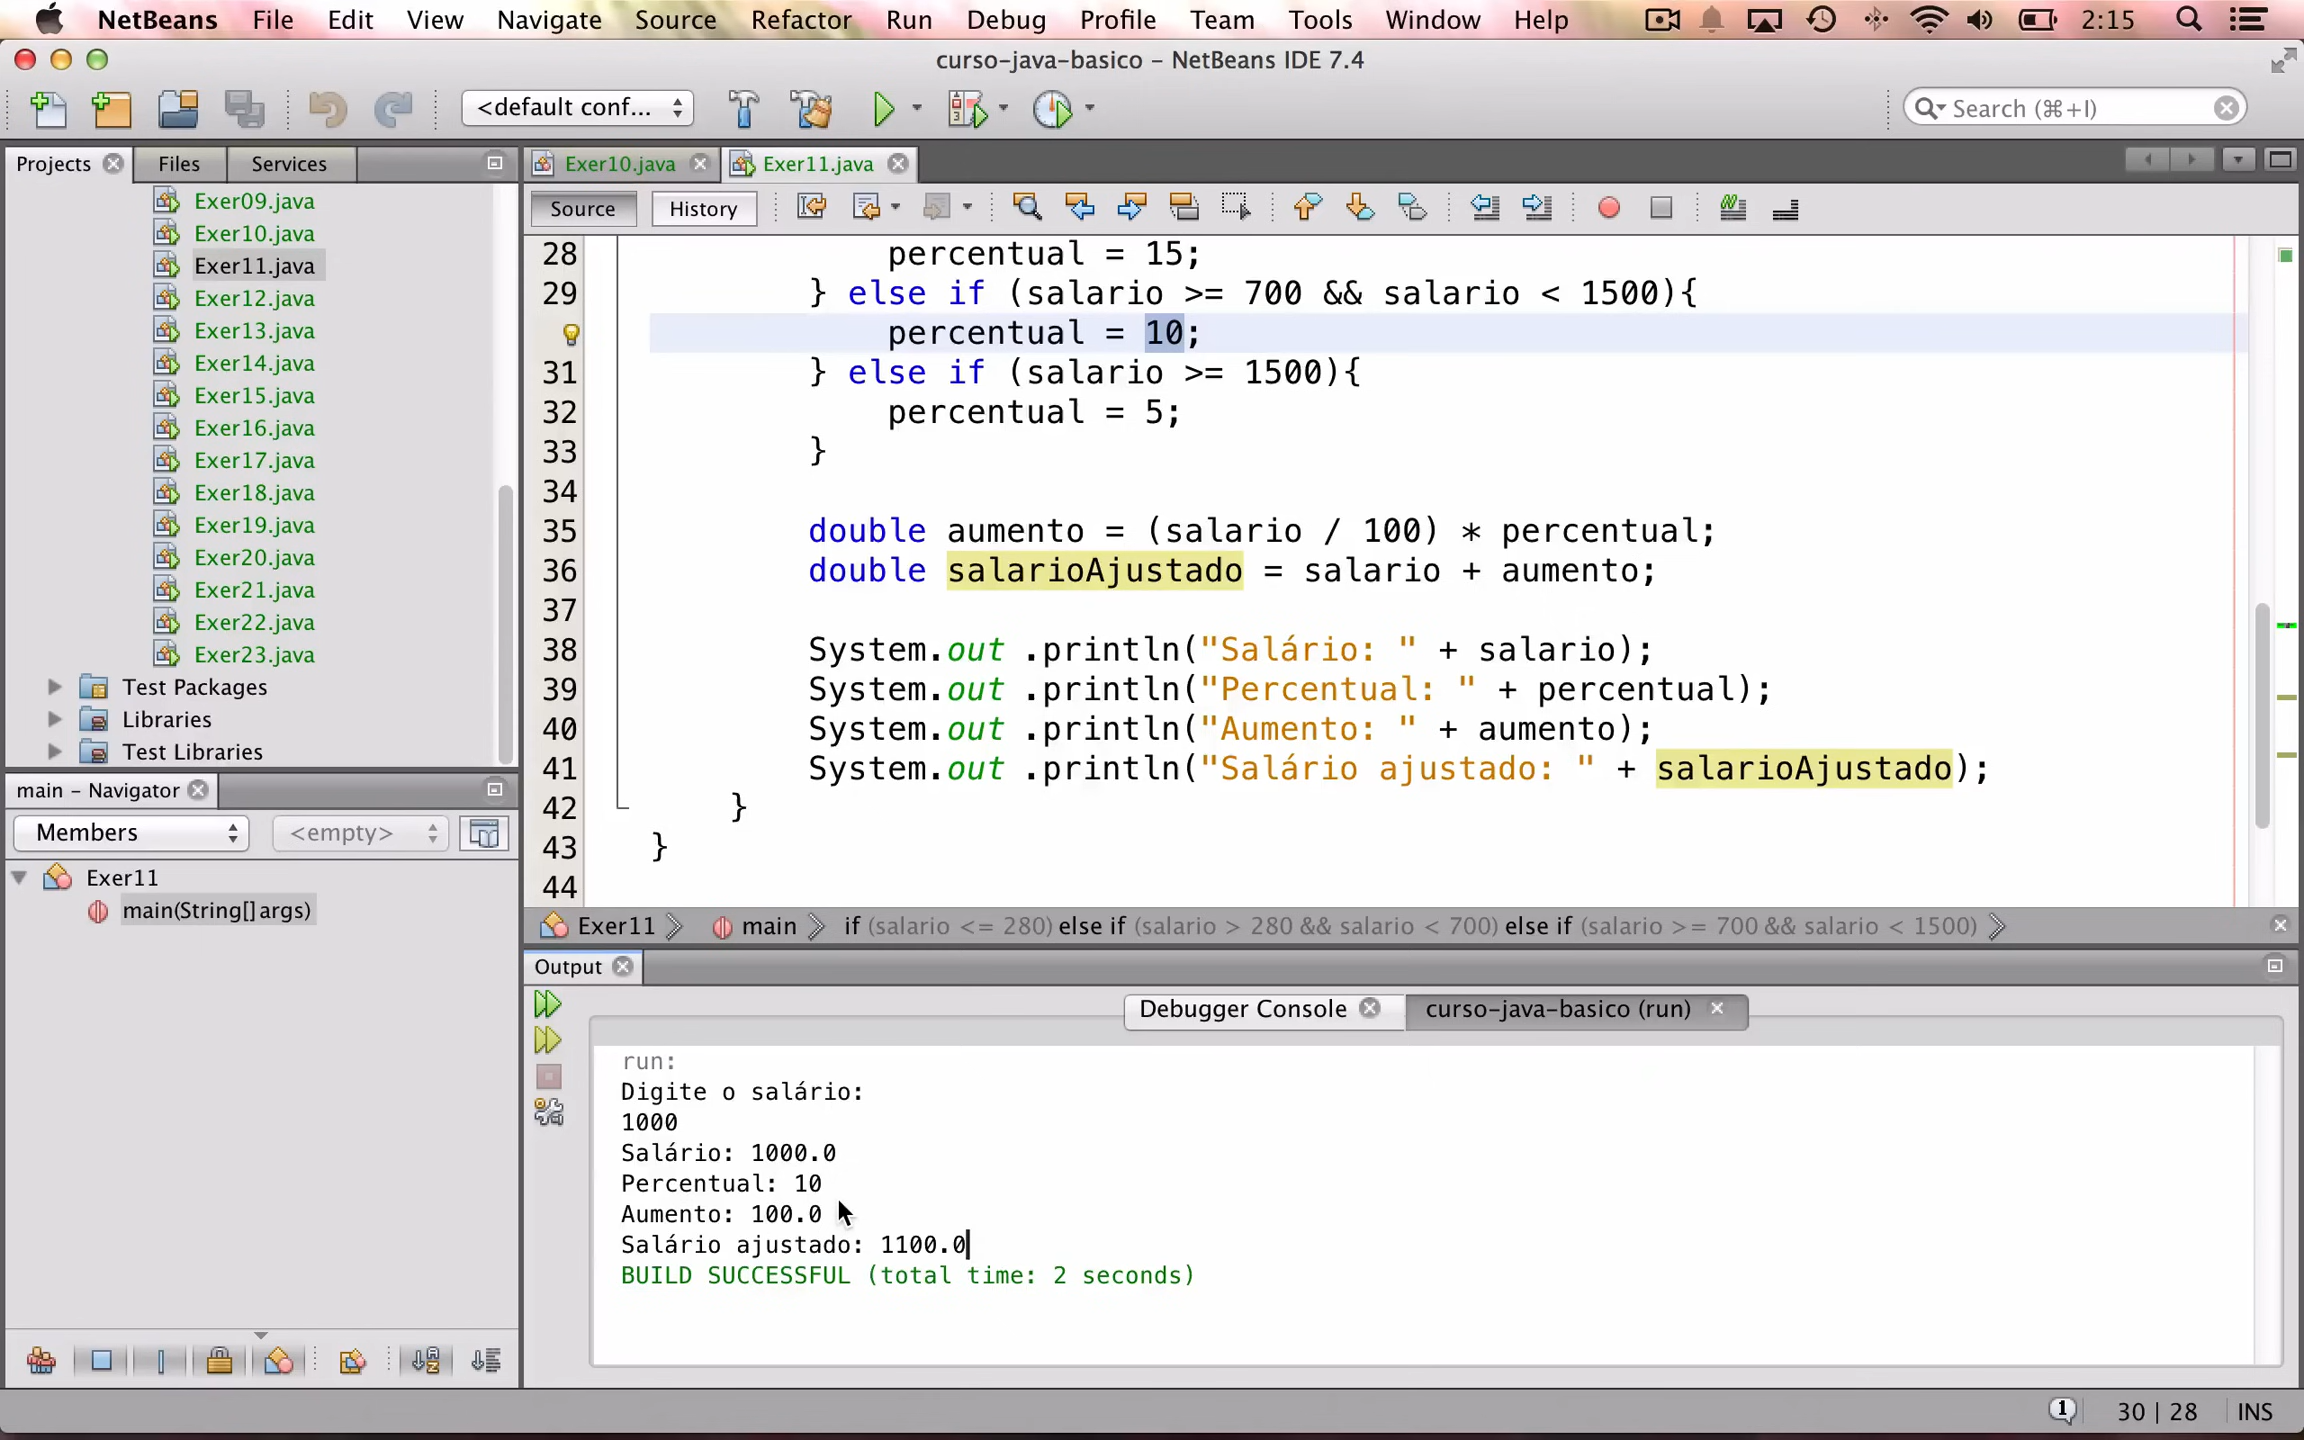 NetBeans File Edit View Navigate Source Refactor Run Debug Profile Team Tools Window Help 2:15
curso-java-basico – NetBeans IDE 7.4
<default conf... Search (⌘+I)
Projects Files Services
Exer09.java
Exer10.java
Exer11.java
Exer12.java
Exer13.java
Exer14.java
Exer15.java
Exer16.java
Exer17.java
Exer18.java
Exer19.java
Exer20.java
Exer21.java
Exer22.java
Exer23.java
Test Packages
Libraries
Test Libraries
main – Navigator
Members <empty>
Exer11
main(String[] args)
Exer10.java Exer11.java
Source History
28 percentual = 15;
29 } else if (salario >= 700 && salario < 1500){
percentual = 10;
31 } else if (salario >= 1500){
32 percentual = 5;
33 }
34
35 double aumento = (salario / 100) * percentual;
36 double salarioAjustado = salario + aumento;
37
38 System.out .println("Salário: " + salario);
39 System.out .println("Percentual: " + percentual);
40 System.out .println("Aumento: " + aumento);
41 System.out .println("Salário ajustado: " + salarioAjustado);
42 }
43 }
44
Exer11 main if (salario <= 280) else if (salario > 280 && salario < 700) else if (salario >= 700 && salario < 1500)
Output
Debugger Console curso-java-basico (run)
run:
Digite o salário:
1000
Salário: 1000.0
Percentual: 10
Aumento: 100.0
Salário ajustado: 1100.0
BUILD SUCCESSFUL (total time: 2 seconds)
1 30 | 28 INS